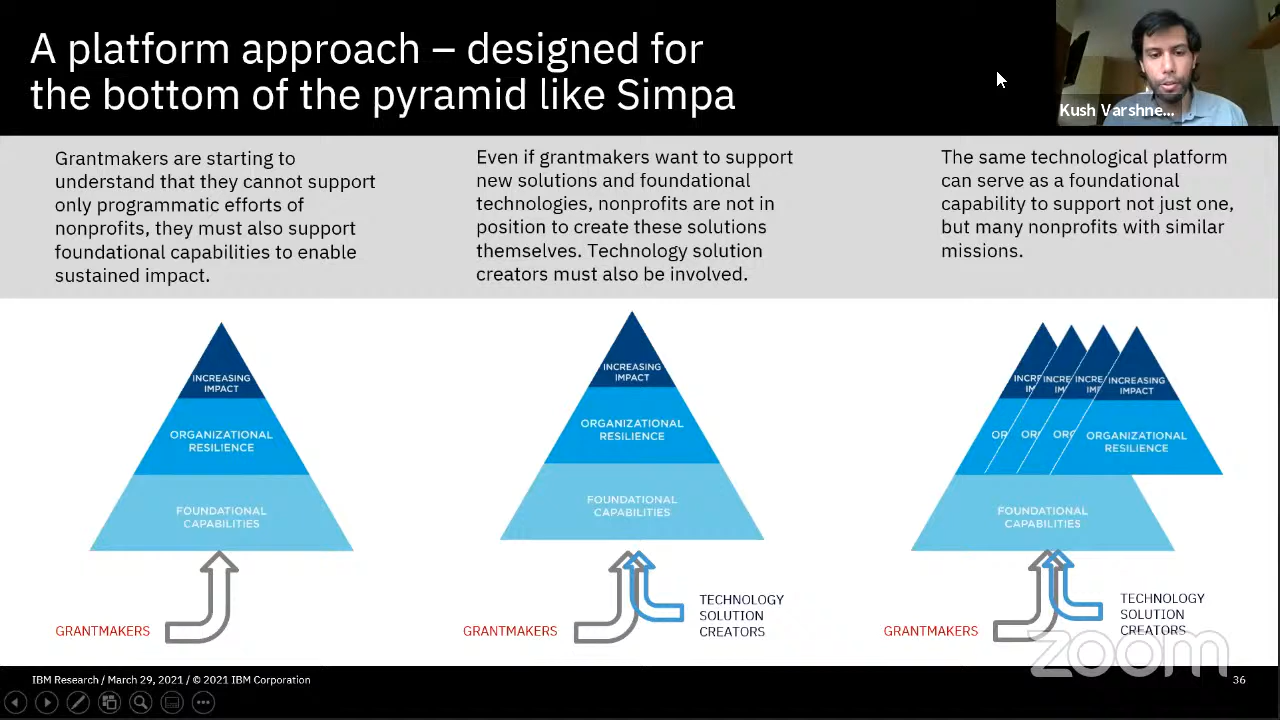 A platform approach – designed for
the bottom of the pyramid like Simpa
Kush Varshne...
Grantmakers are starting to
understand that they cannot support
only programmatic efforts of
nonprofits, they must also support
foundational capabilities to enable
sustained impact.
Even if grantmakers want to support
new solutions and foundational
technologies, nonprofits are not in
position to create these solutions
themselves. Technology solution
creators must also be involved.
The same technological platform
can serve as a foundational
capability to support not just one,
but many nonprofits with similar
missions.
INCREASING
IMPACT
ORGANIZATIONAL
RESILIENCE
FOUNDATIONAL
CAPABILITIES
GRANTMAKERS
INCREASING
IMPACT
ORGANIZATIONAL
RESILIENCE
FOUNDATIONAL
CAPABILITIES
GRANTMAKERS
TECHNOLOGY
SOLUTION
CREATORS
INCREASING
IMPACT
ORGANIZATIONAL
RESILIENCE
FOUNDATIONAL
CAPABILITIES
GRANTMAKERS
TECHNOLOGY
SOLUTION
CREATORS
zoom
IBM Research / March 29, 2021 / © 2021 IBM Corporation
36